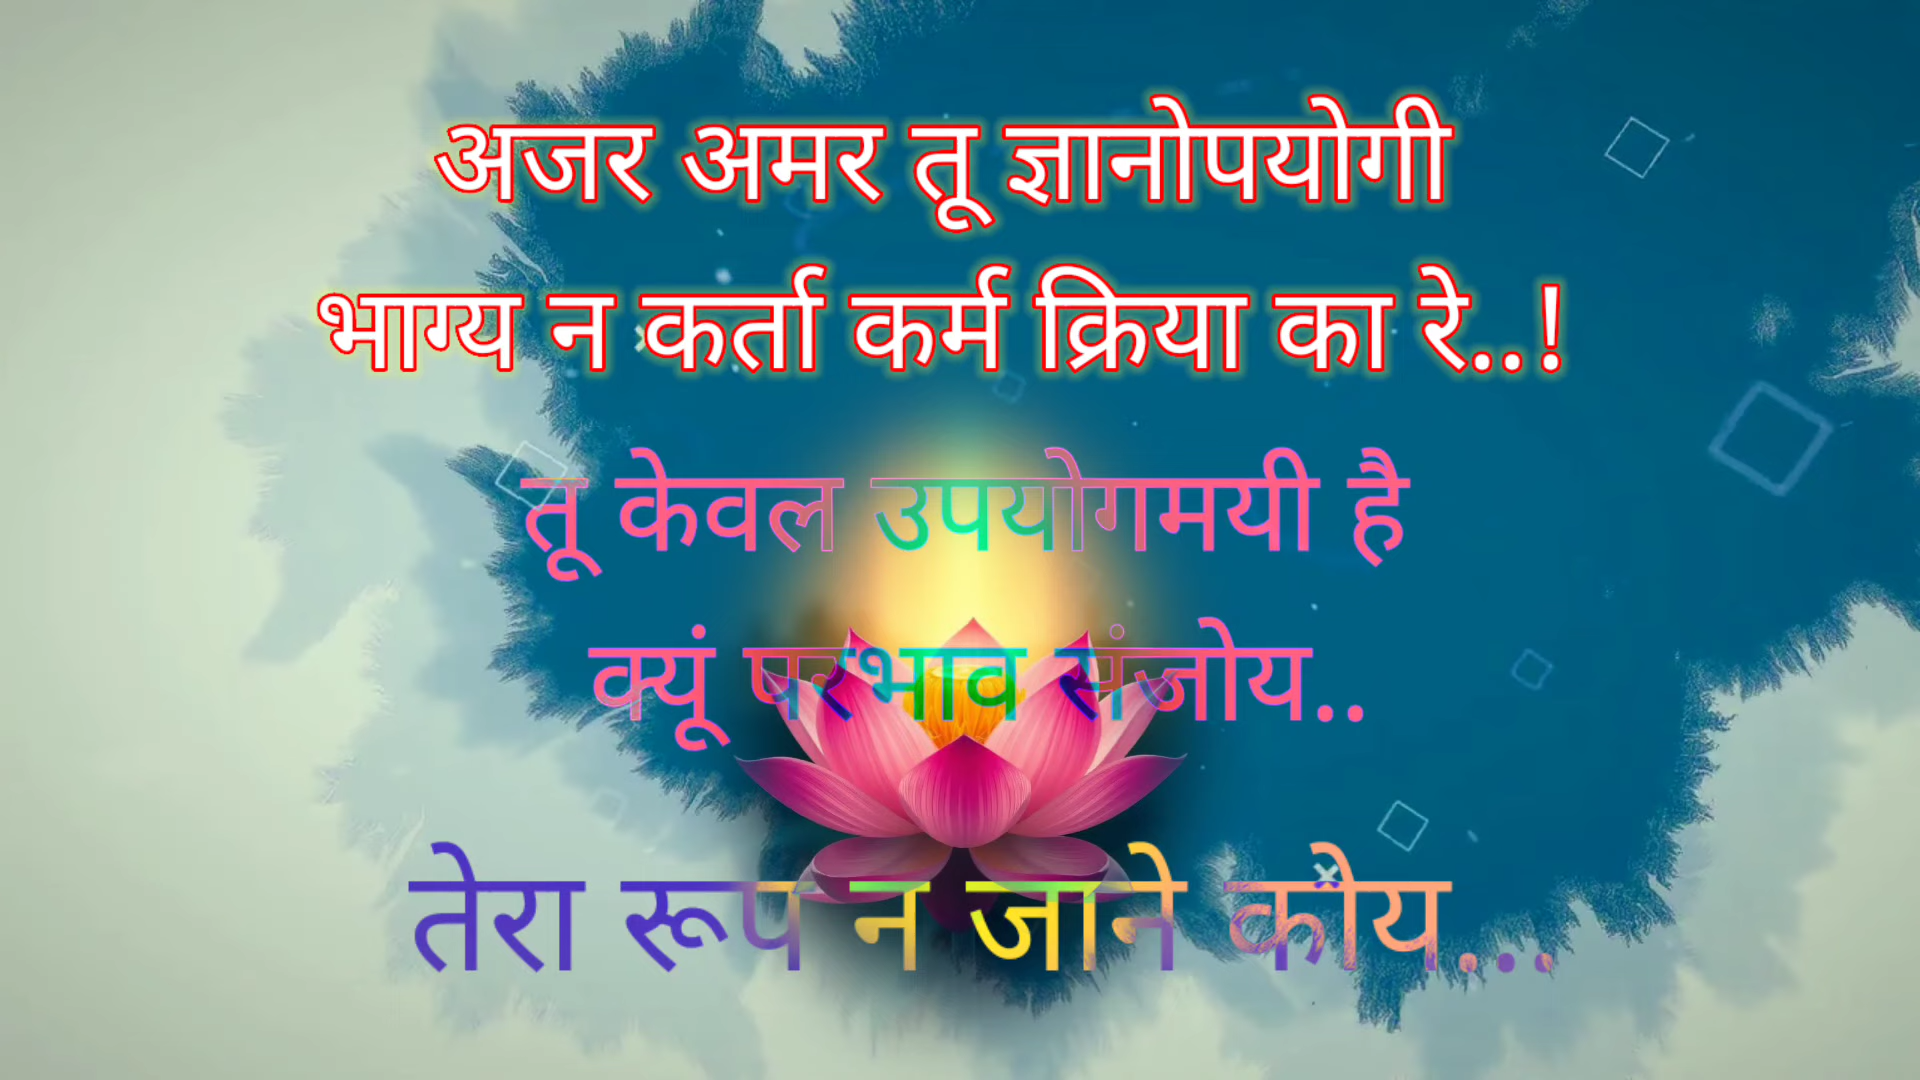 अजर अमर तू ज्ञानोपयोगी
भाग्य न कर्ता कर्म क्रिया का रे..!
तू केवल उपयोगमयी है
क्यूं परभाव संजोय..
तेरा रूप न जाने कोय...